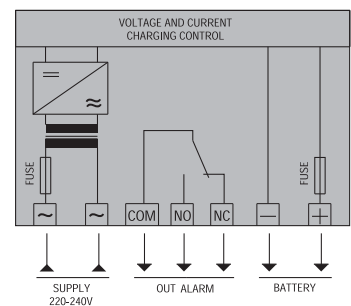 VOLTAGE AND CURRENT
CHARGING CONTROL
FUSE
FUSE
~ ~ COM NO NC — +
SUPPLY
220-240V
OUT ALARM
BATTERY